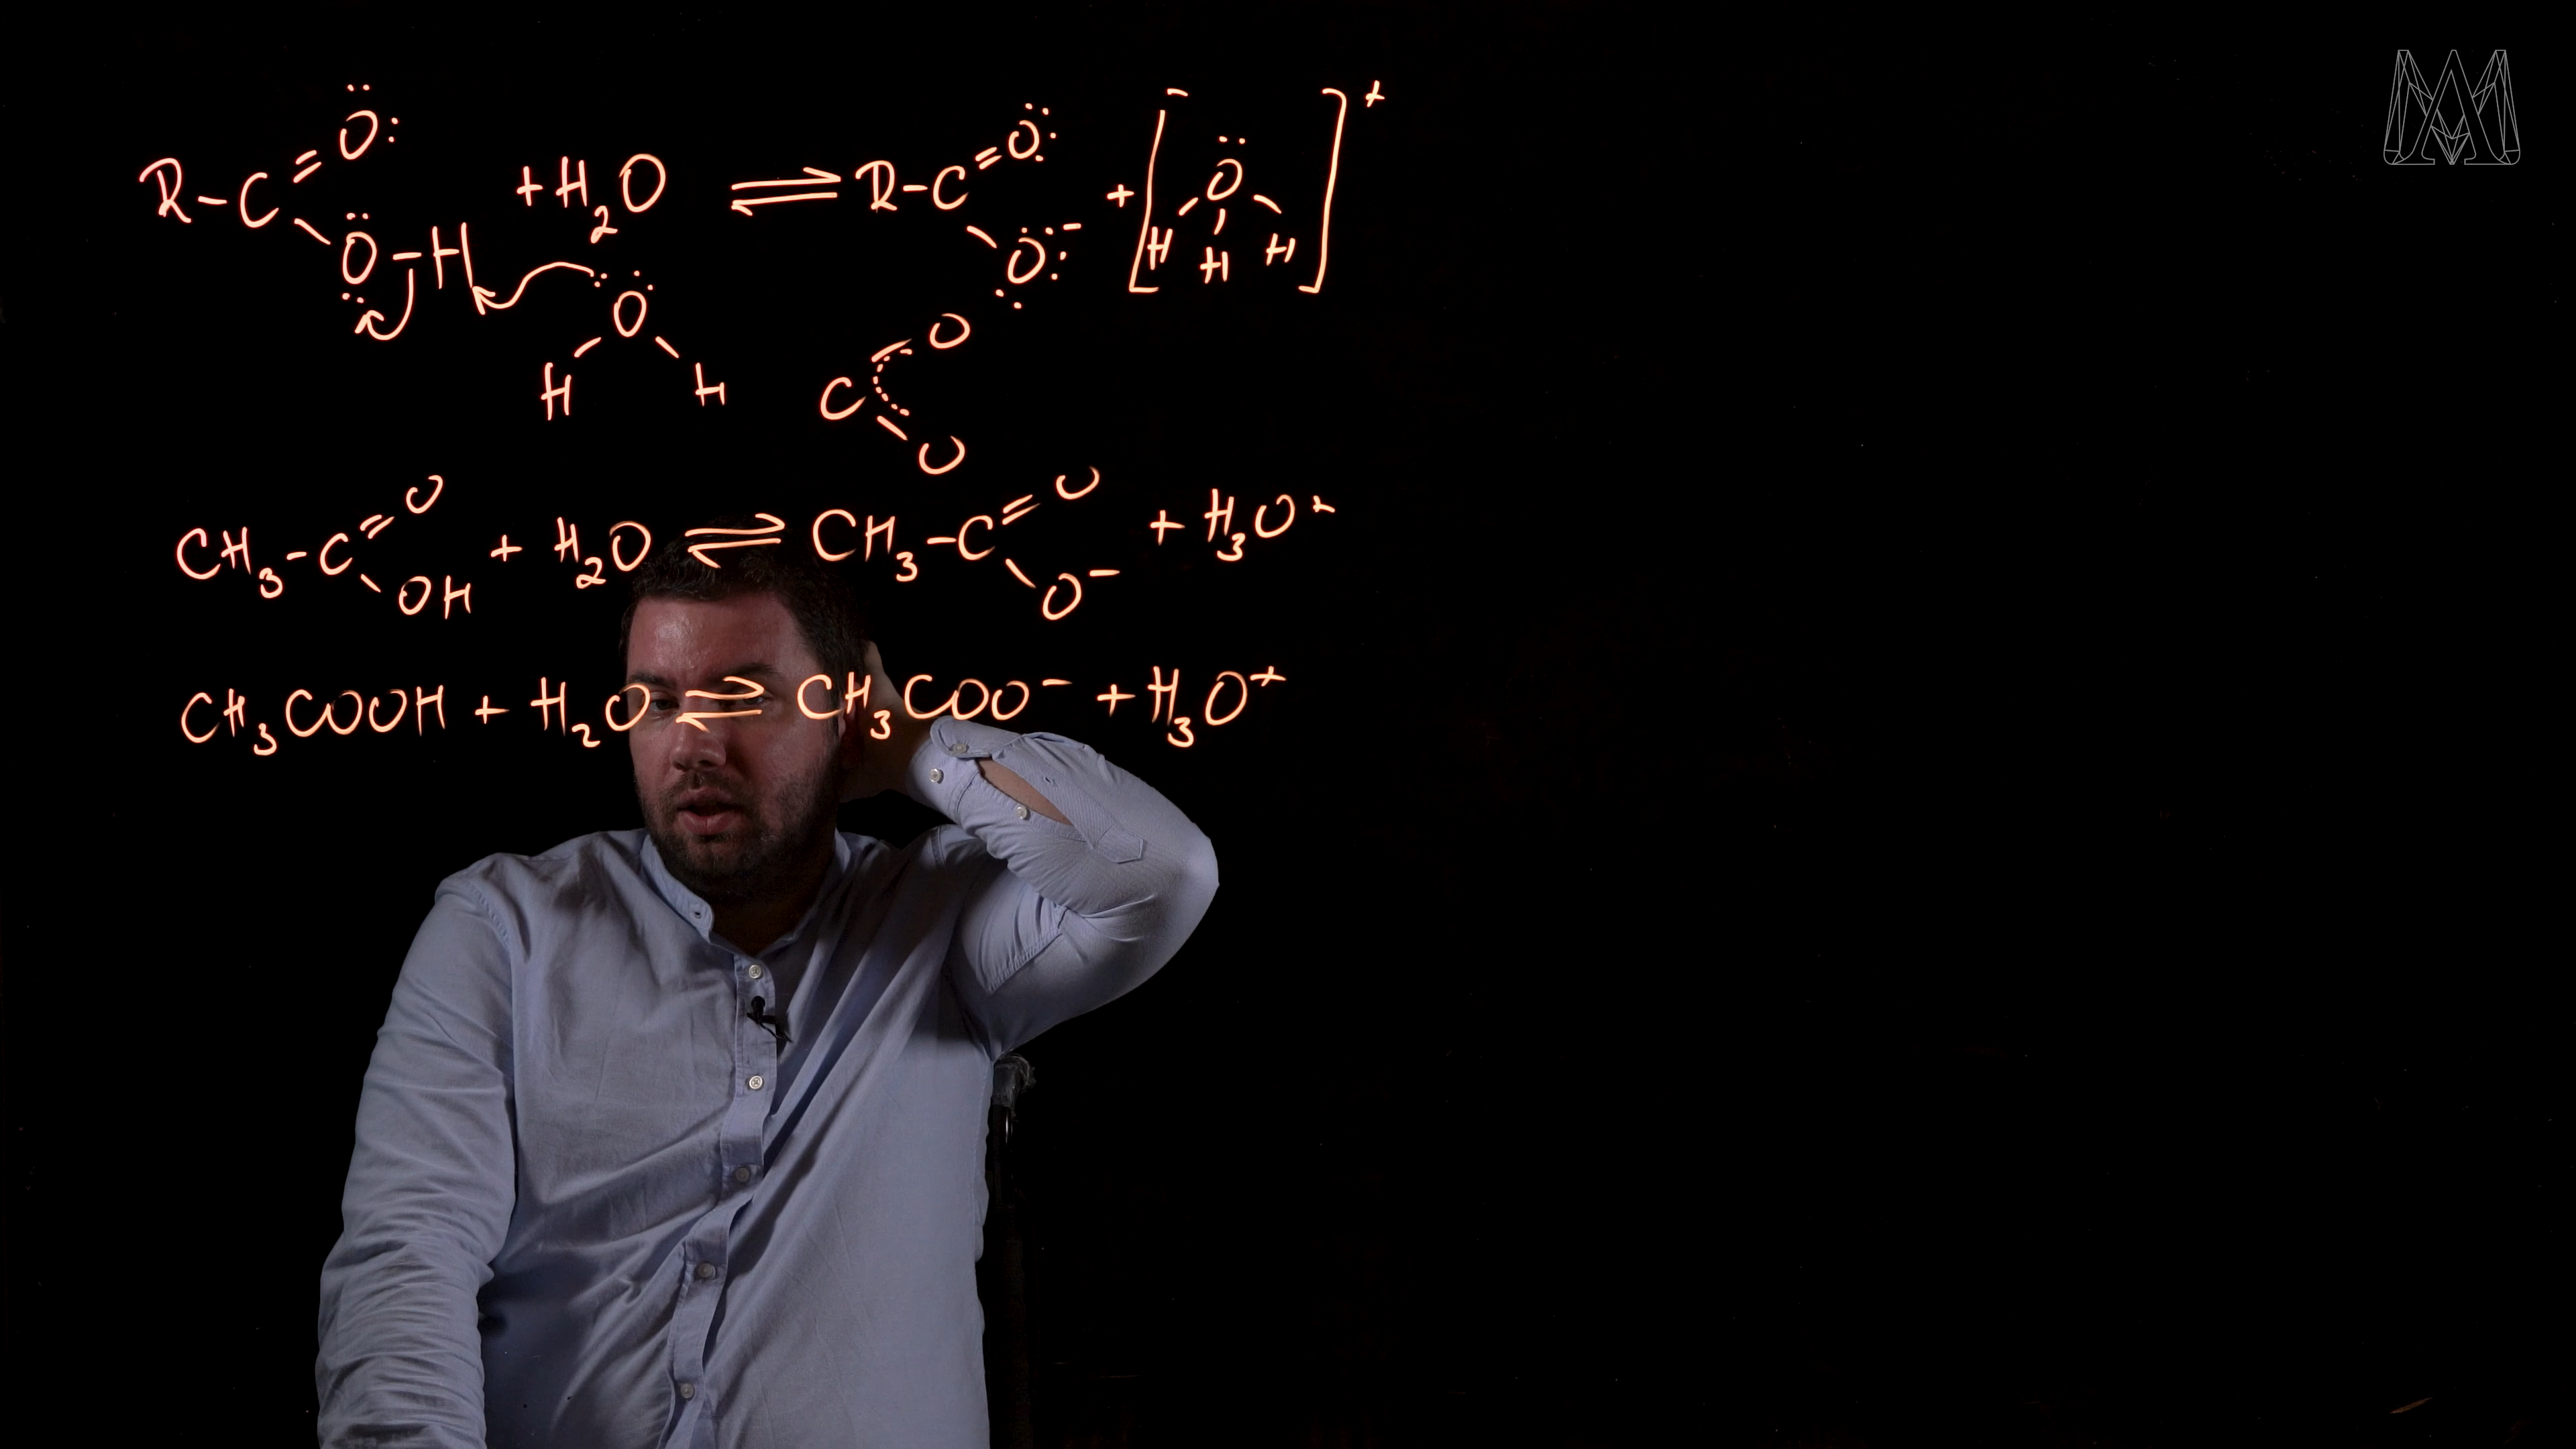 R-C=O: + H₂O ⇌ R-C=O: + [O]⁺
O-H O:⁻ H H H
O
H H
C O
O
CH₃-C=O + H₂O ⇌ CH₃-C=O + H₃O⁺
OH O⁻
CH₃COOH + H₂O ⇌ CH₃COO⁻ + H₃O⁺